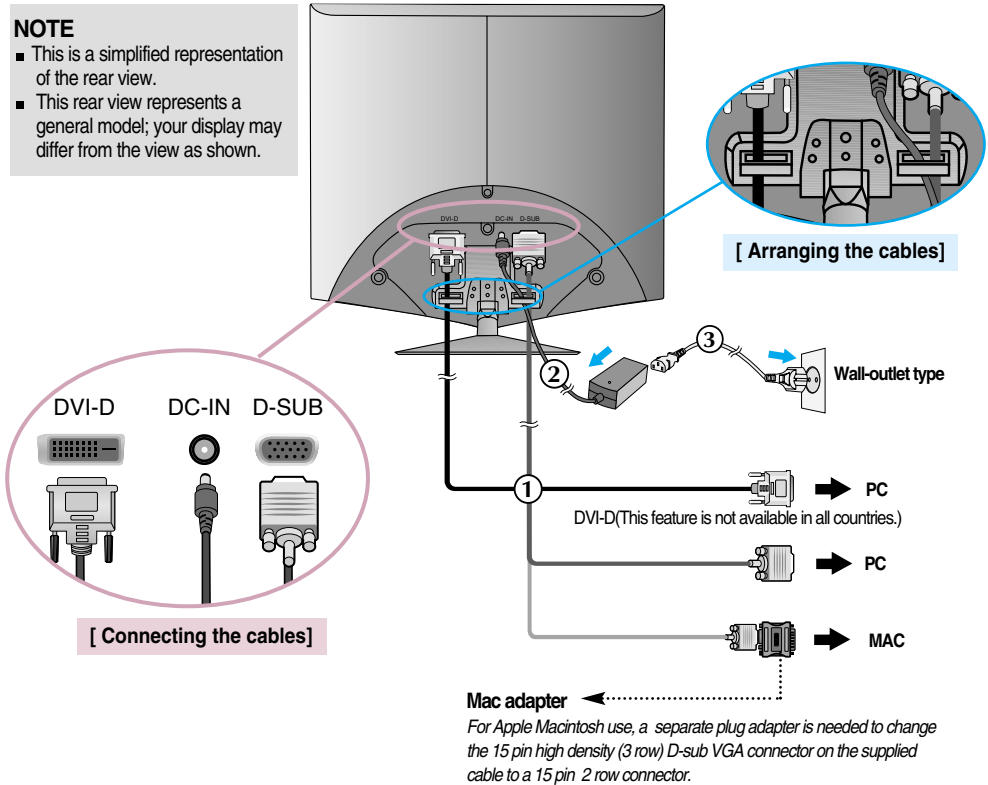 NOTE
■ This is a simplified representation
of the rear view.
■ This rear view represents a
general model; your display may
differ from the view as shown.
DVI-D DC-IN D-SUB
[ Arranging the cables]
2
3
Wall-outlet type
DVI-D DC-IN D-SUB
[ Connecting the cables]
1
PC
DVI-D(This feature is not available in all countries.)
PC
MAC
Mac adapter
For Apple Macintosh use, a separate plug adapter is needed to change
the 15 pin high density (3 row) D-sub VGA connector on the supplied
cable to a 15 pin 2 row connector.